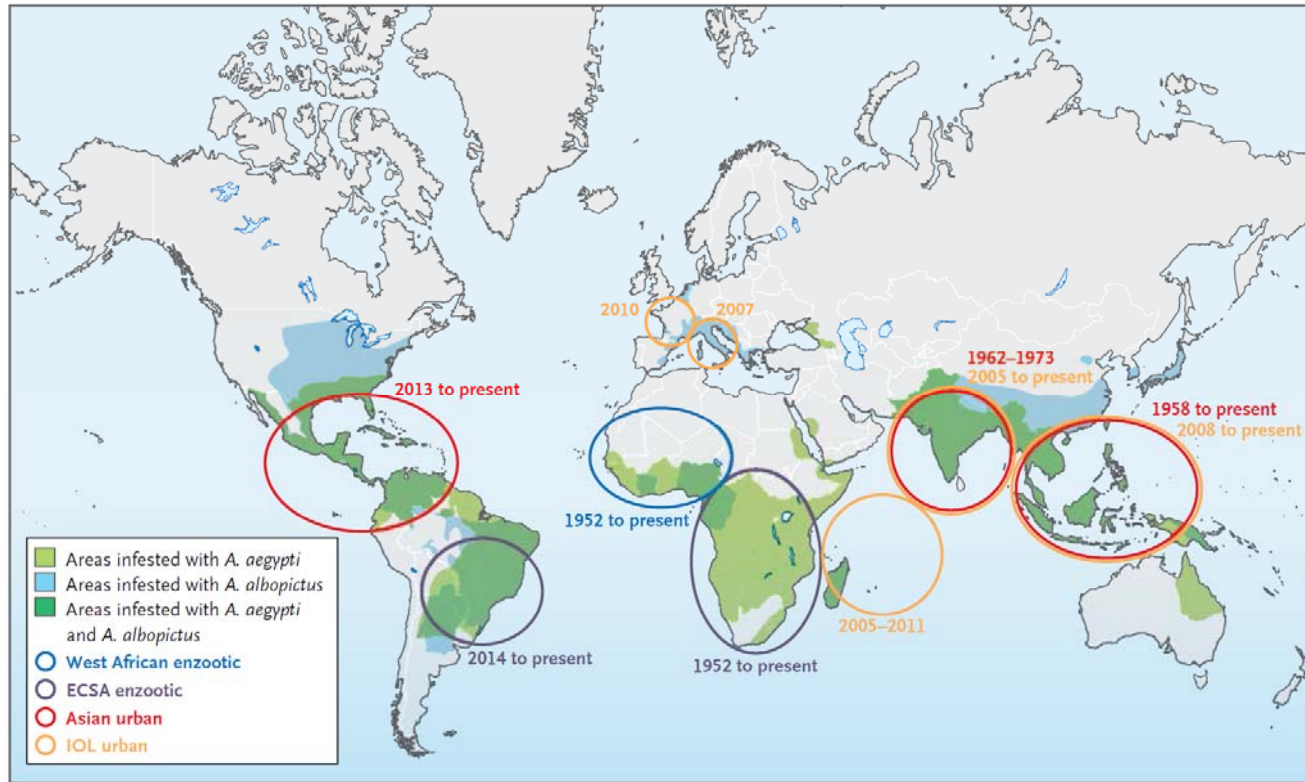 2010
2007
2013 to present
1962–1973
2005 to present
1958 to present
2008 to present
1952 to present
2005–2011
2014 to present
1952 to present
Areas infested with A. aegypti
Areas infested with A. albopictus
Areas infested with A. aegypti
and A. albopictus
West African enzootic
ECSA enzootic
Asian urban
IOL urban